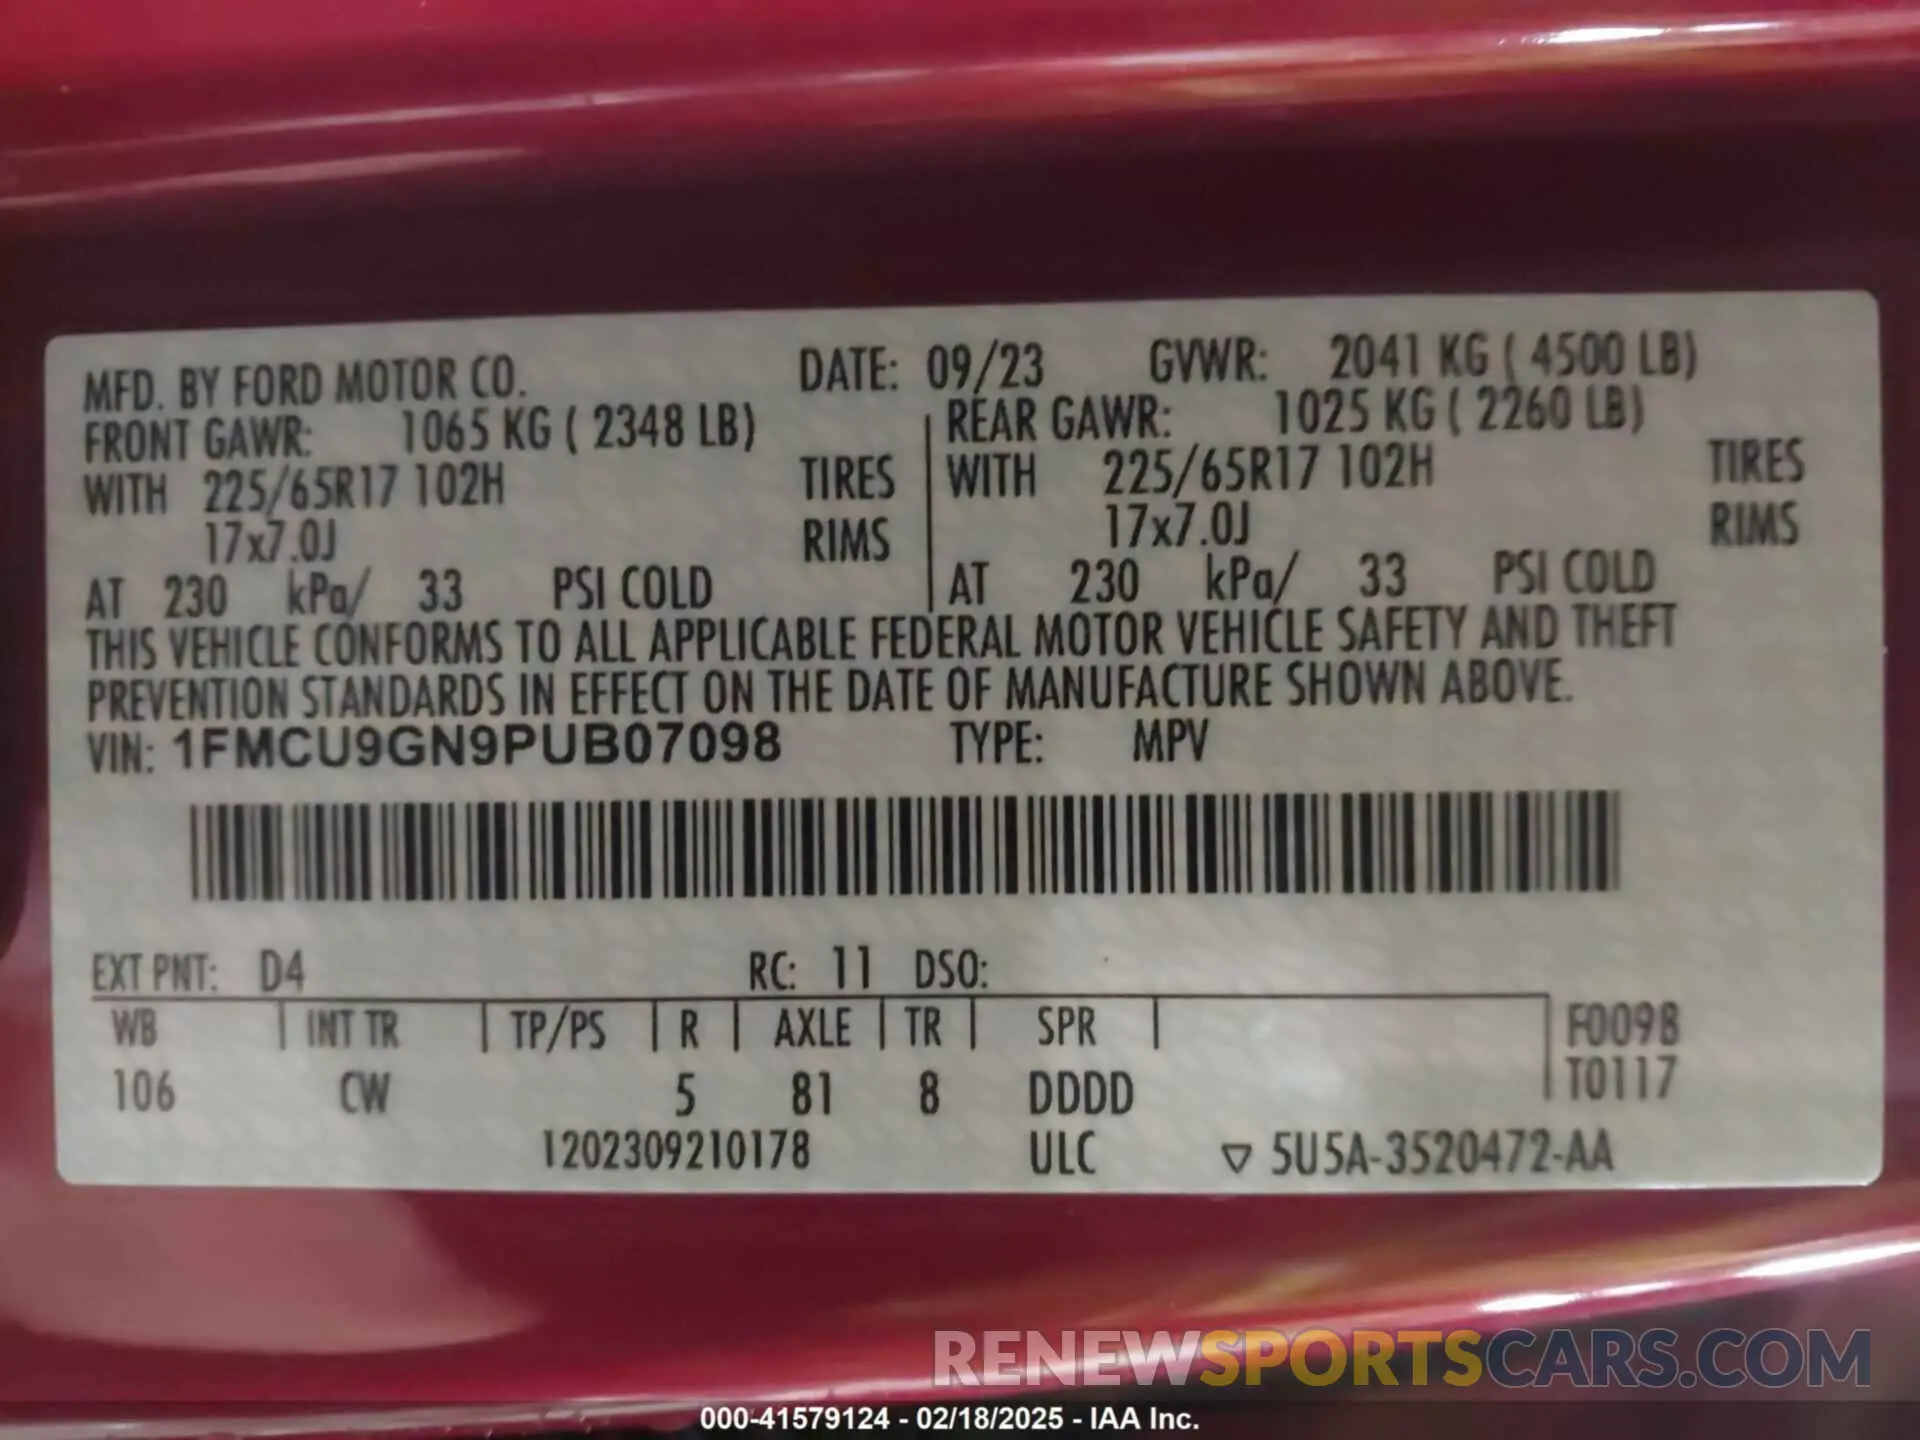 MFD. BY FORD MOTOR CO. DATE: 09/23 GVWR: 2041 KG ( 4500 LB)
FRONT GAWR: 1065 KG ( 2348 LB) REAR GAWR: 1025 KG ( 2260 LB)
WITH 225/65R17 102H TIRES WITH 225/65R17 102H TIRES
17x7.0J RIMS 17x7.0J RIMS
AT 230 kPa/ 33 PSI COLD AT 230 kPa/ 33 PSI COLD
THIS VEHICLE CONFORMS TO ALL APPLICABLE FEDERAL MOTOR VEHICLE SAFETY AND THEFT
PREVENTION STANDARDS IN EFFECT ON THE DATE OF MANUFACTURE SHOWN ABOVE.
VIN: 1FMCU9GN9PUB07098 TYPE: MPV
EXT PNT: D4 RC: 11 DSO:
WB INT TR TP/PS R AXLE TR SPR F0098
T0117
106 CW 5 81 8 DDDD
1202309210178 ULC ▽ 5U5A-3520472-AA
RENEWSPORTSCARS.COM
000-41579124 - 02/18/2025 - IAA Inc.